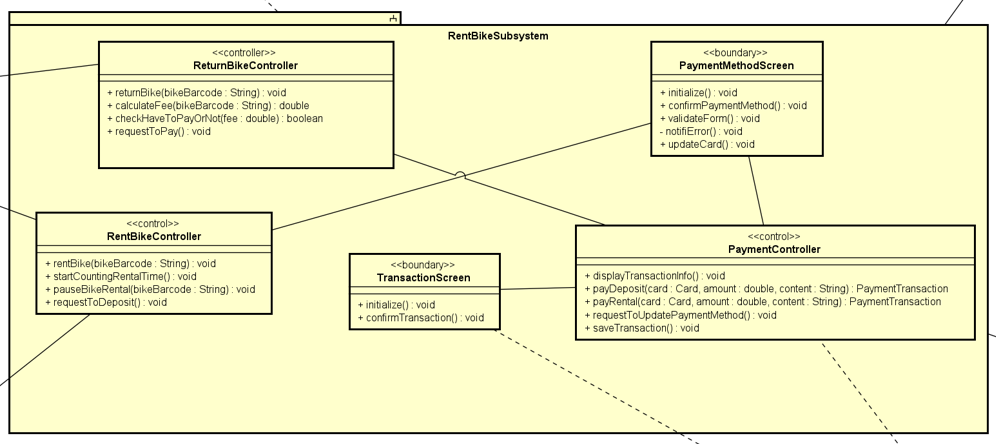 RentBikeSubsystem
<<controller>>
ReturnBikeController
+ returnBike(bikeBarcode : String) : void
+ calculateFee(bikeBarcode : String) : double
+ checkHaveToPayOrNot(fee : double) : boolean
+ requestToPay() : void
<<boundary>>
PaymentMethodScreen
+ initialize() : void
+ confirmPaymentMethod() : void
+ validateForm() : void
- notifiError() : void
+ updateCard() : void
<<control>>
RentBikeController
+ rentBike(bikeBarcode : String) : void
+ startCountingRentalTime() : void
+ pauseBikeRental(bikeBarcode : String) : void
+ requestToDeposit() : void
<<boundary>>
TransactionScreen
+ initialize() : void
+ confirmTransaction() : void
<<control>>
PaymentController
+ displayTransactionInfo() : void
+ payDeposit(card : Card, amount : double, content : String) : PaymentTransaction
+ payRental(card : Card, amount : double, content : String) : PaymentTransaction
+ requestToUpdatePaymentMethod() : void
+ saveTransaction() : void